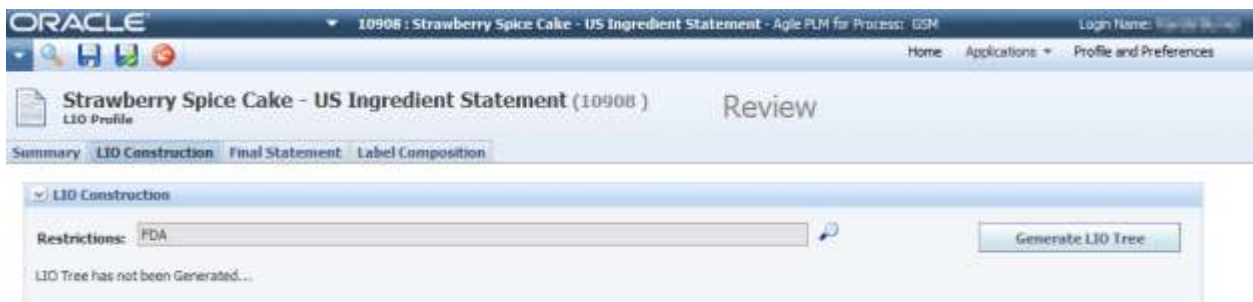 ORACLE 10908 : Strawberry Spice Cake - US Ingredient Statement - Agile PLM for Process: GSM Login Name:
Home Applications Profile and Preferences
Strawberry Spice Cake - US Ingredient Statement (10908 ) Review
LIO Profile
Summary LIO Construction Final Statement Label Composition
LIO Construction
Restrictions: FDA Generate LIO Tree
LIO Tree has not been Generated...